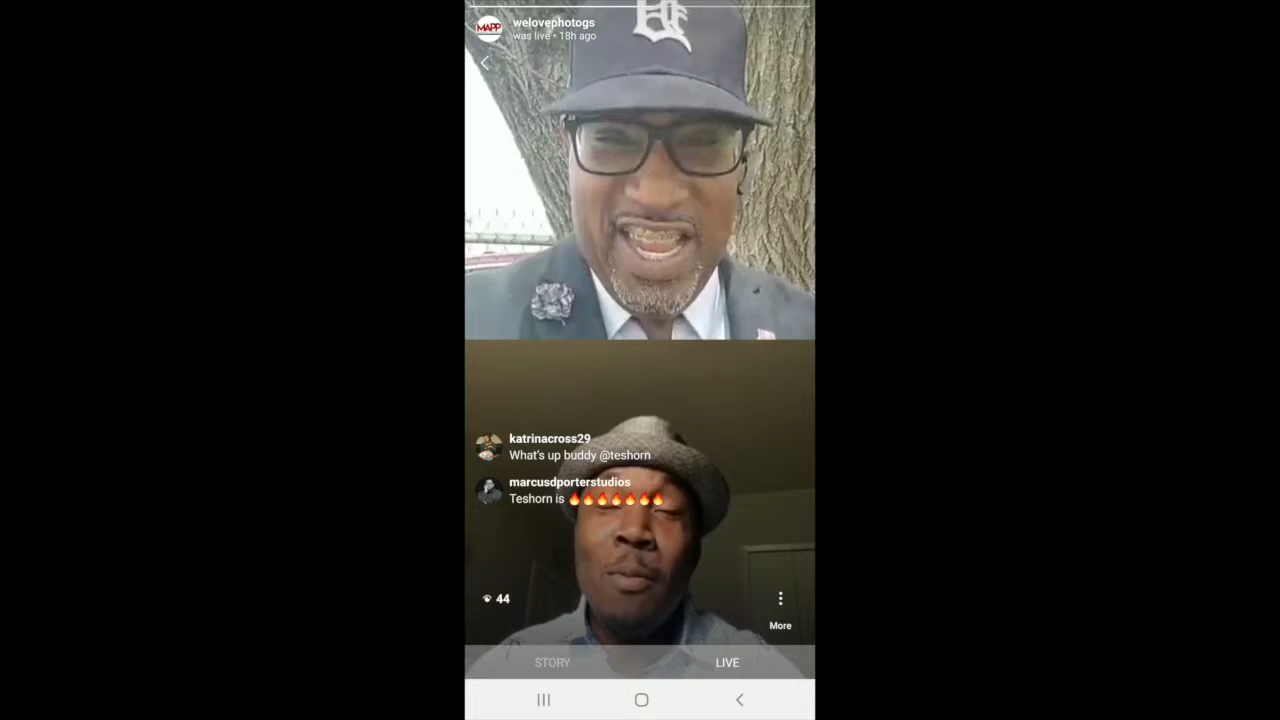 MAPP
welovephotogs
was live • 18h ago
katrinacross29
What's up buddy @teshorn
marcusdporterstudios
Teshorn is 🔥🔥🔥🔥🔥🔥🔥
44
More
STORY
LIVE